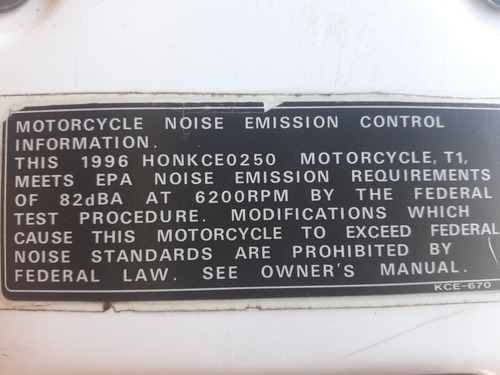 MOTORCYCLE NOISE EMISSION CONTROL
INFORMATION.
THIS 1996 HONKCE0250 MOTORCYCLE, T1,
MEETS EPA NOISE EMISSION REQUIREMENTS
OF 82dBA AT 6200RPM BY THE FEDERAL
TEST PROCEDURE. MODIFICATIONS WHICH
CAUSE THIS MOTORCYCLE TO EXCEED FEDERAL
NOISE STANDARDS ARE PROHIBITED BY
FEDERAL LAW. SEE OWNER'S MANUAL.
KCE-670